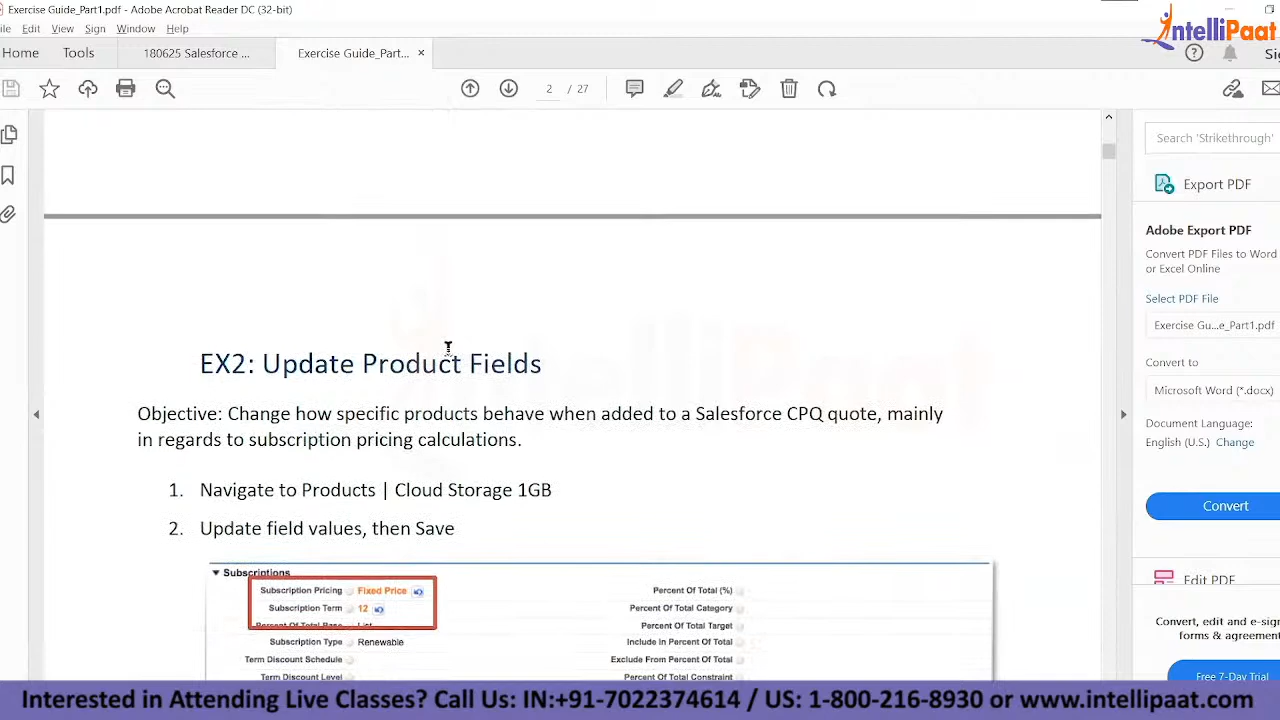 Exercise Guide_Part1.pdf - Adobe Acrobat Reader DC (32-bit)
Edit View Sign Window Help
IntelliPaat
Home Tools 180625 Salesforce ... Exercise Guide_Part... ×
2 / 27
Search 'Strikethrough'
Export PDF
Adobe Export PDF
Convert PDF Files to Word
or Excel Online
Select PDF File
Exercise Gu...e_Part1.pdf
Convert to
Microsoft Word (*.docx)
Document Language:
English (U.S.) Change
Convert
Edit PDF
Convert, edit and e-sign
forms & agreements
Free 7-Day Trial
EX2: Update Product Fields
Objective: Change how specific products behave when added to a Salesforce CPQ quote, mainly
in regards to subscription pricing calculations.
1. Navigate to Products | Cloud Storage 1GB
2. Update field values, then Save
Subscriptions
Subscription Pricing Fixed Price Percent Of Total (%)
Subscription Term 12 Percent Of Total Category
Percent Of Total Base List Percent Of Total Target
Subscription Type Renewable Include In Percent Of Total
Term Discount Schedule Exclude From Percent Of Total
Term Discount Level Percent Of Total Constraint
Interested in Attending Live Classes? Call Us: IN:+91-7022374614 / US: 1-800-216-8930 or www.intellipaat.com